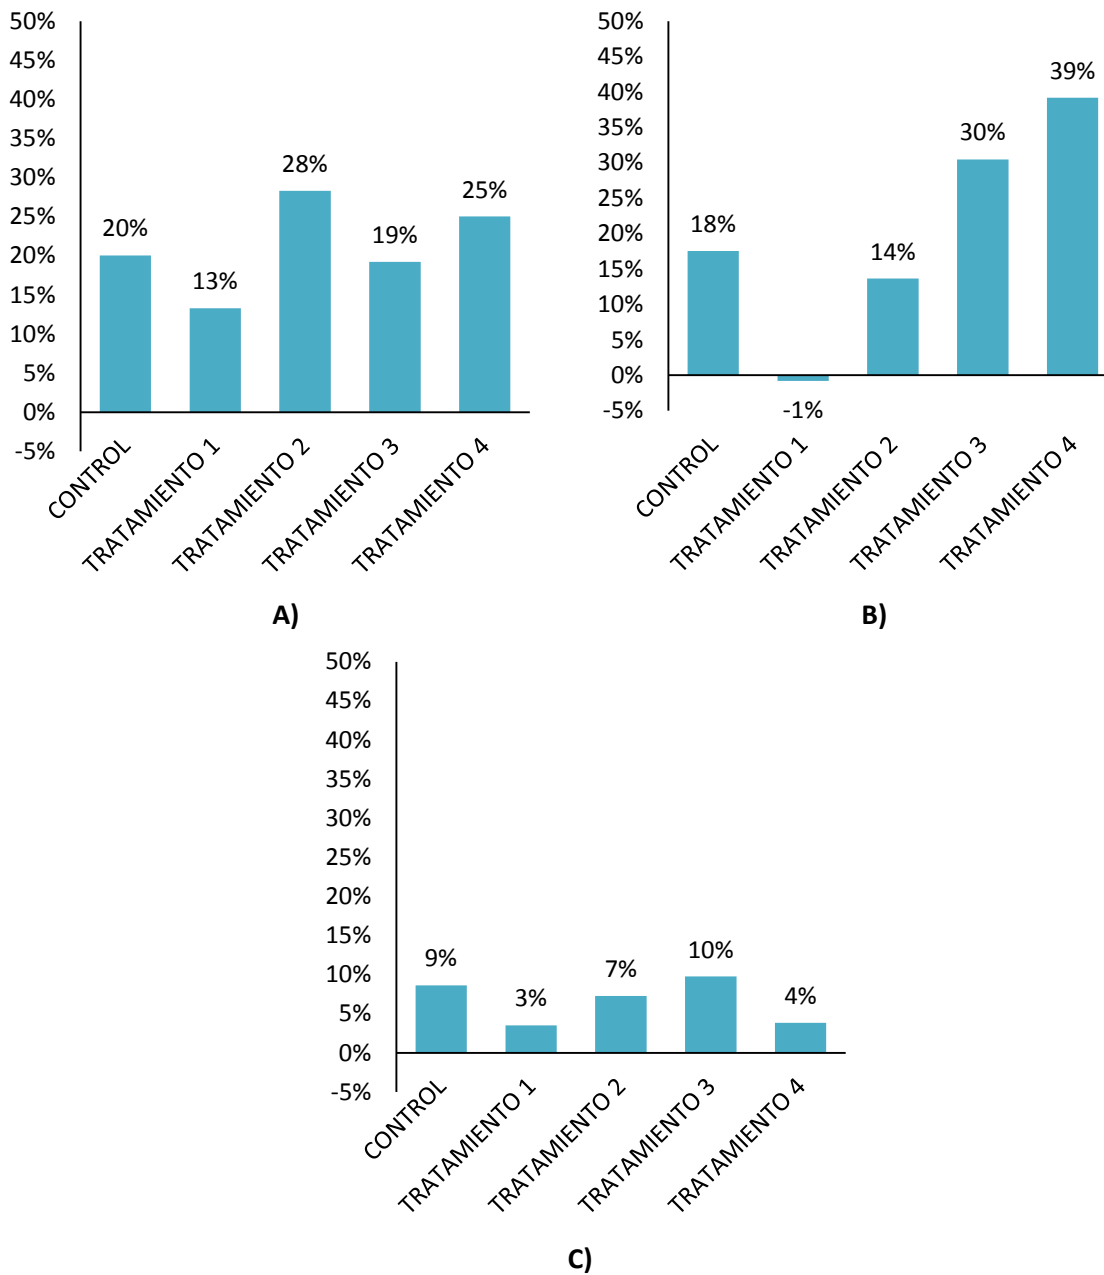 50%
45%
40%
35%
30%
25%
20%
15%
10%
5%
0%
-5%
20%
13%
28%
19%
25%
CONTROL
TRATAMIENTO 1
TRATAMIENTO 2
TRATAMIENTO 3
TRATAMIENTO 4
A)
50%
45%
40%
35%
30%
25%
20%
15%
10%
5%
0%
-5%
18%
-1%
14%
30%
39%
CONTROL
TRATAMIENTO 1
TRATAMIENTO 2
TRATAMIENTO 3
TRATAMIENTO 4
B)
50%
45%
40%
35%
30%
25%
20%
15%
10%
5%
0%
-5%
9%
3%
7%
10%
4%
CONTROL
TRATAMIENTO 1
TRATAMIENTO 2
TRATAMIENTO 3
TRATAMIENTO 4
C)